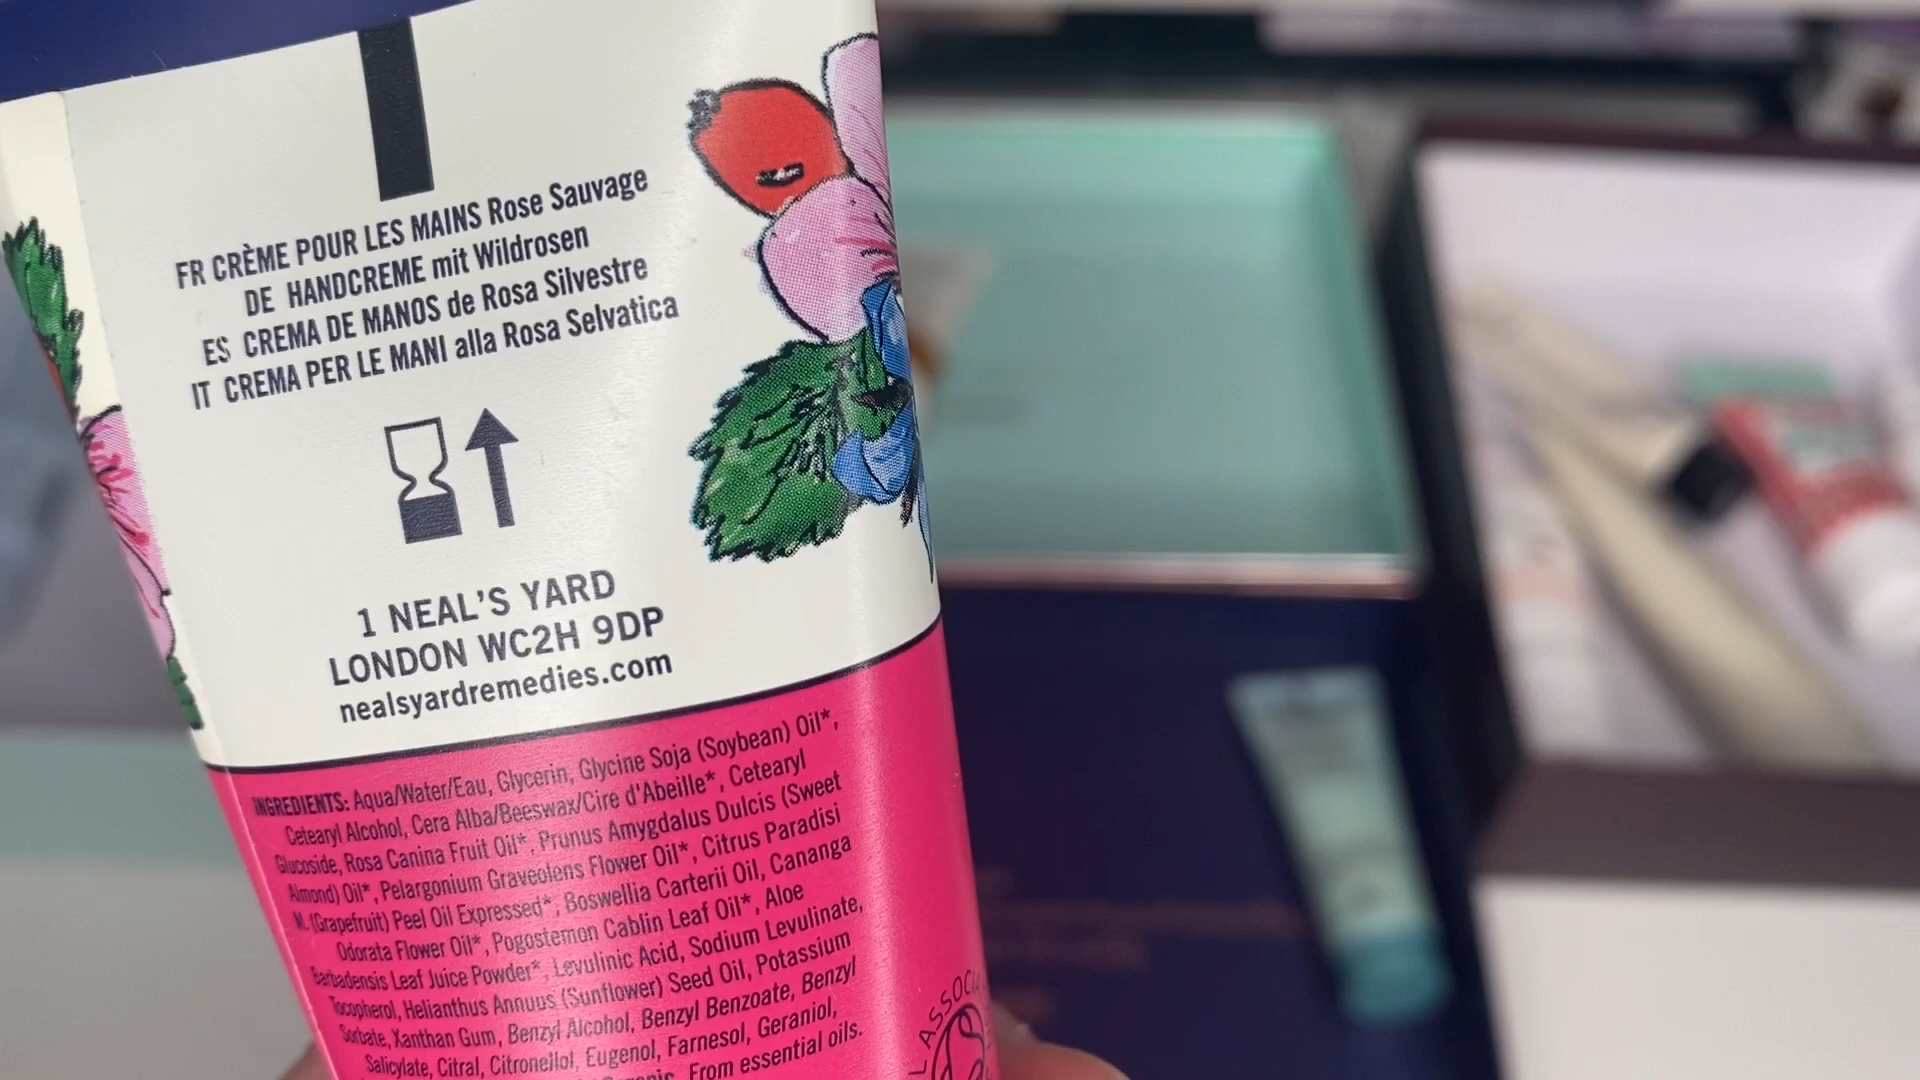 FR CRÈME POUR LES MAINS Rose Sauvage
DE HANDCREME mit Wildrosen
ES CREMA DE MANOS de Rosa Silvestre
IT CREMA PER LE MANI alla Rosa Selvatica
1 NEAL'S YARD
LONDON WC2H 9DP
nealsyardremedies.com
INGREDIENTS: Aqua/Water/Eau, Glycerin, Glycine Soja (Soybean) Oil*,
Cetearyl Alcohol, Cera Alba/Beeswax/Cire d'Abeille*, Cetearyl
Glucoside, Rosa Canina Fruit Oil*, Prunus Amygdalus Dulcis (Sweet
Almond) Oil*, Pelargonium Graveolens Flower Oil*, Citrus Paradisi
M. (Grapefruit) Peel Oil Expressed*, Boswellia Carterii Oil, Cananga
Odorata Flower Oil*, Pogostemon Cablin Leaf Oil*, Aloe
Barbadensis Leaf Juice Powder*, Levulinic Acid, Sodium Levulinate,
Tocopherol, Helianthus Annuus (Sunflower) Seed Oil, Potassium
Sorbate, Xanthan Gum, Benzyl Alcohol, Benzyl Benzoate, Benzyl
Salicylate, Citral, Citronellol, Eugenol, Farnesol, Geraniol,
From essential oils.
L ASSOCIA